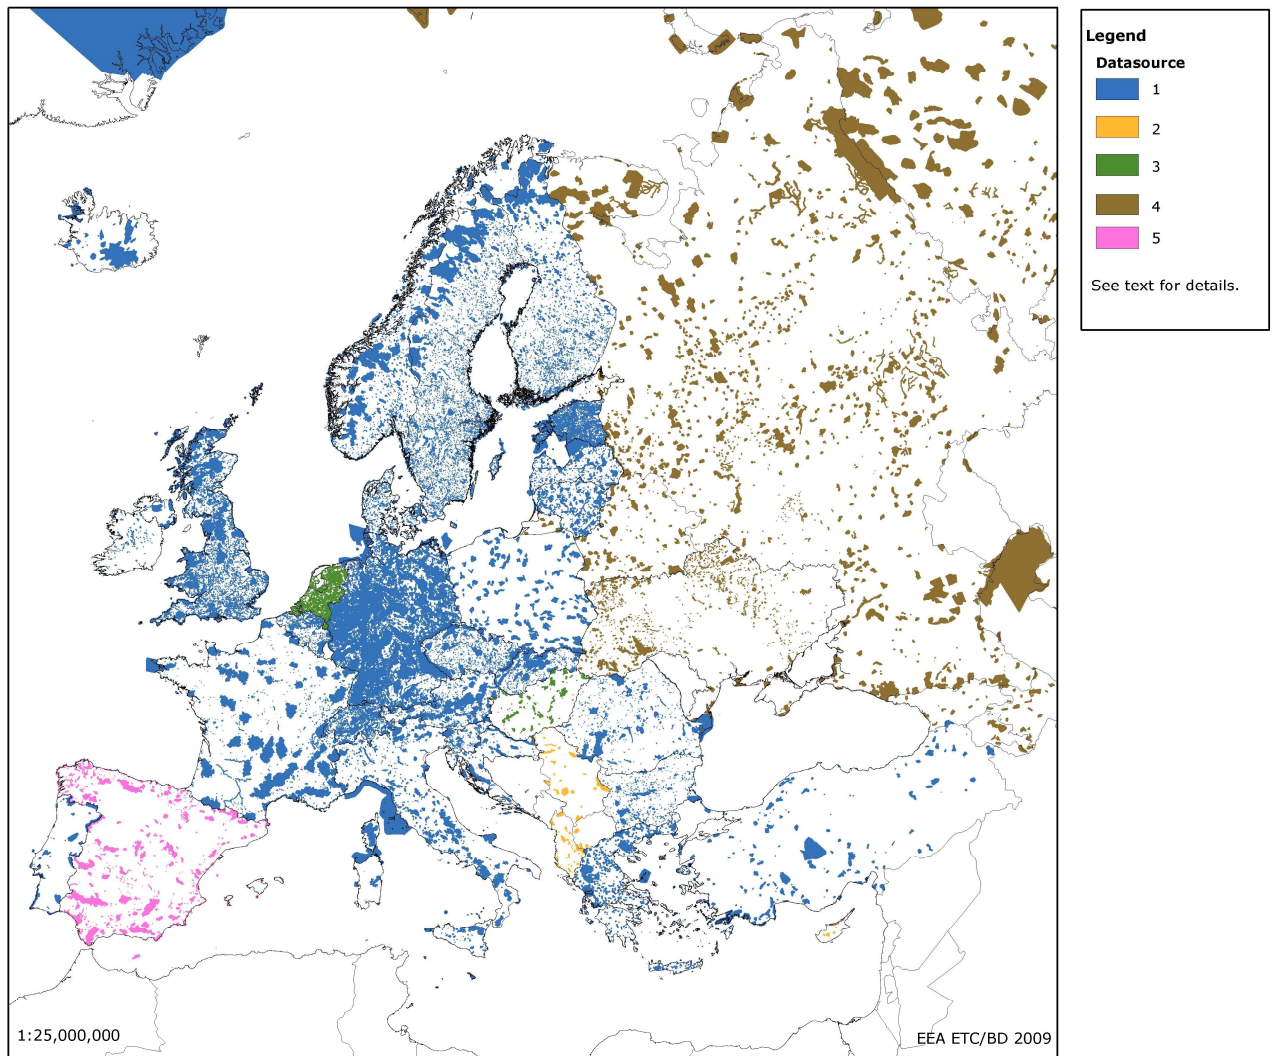 Legend
Datasource
1
2
3
4
5
See text for details.
1:25,000,000
EEA ETC/BD 2009